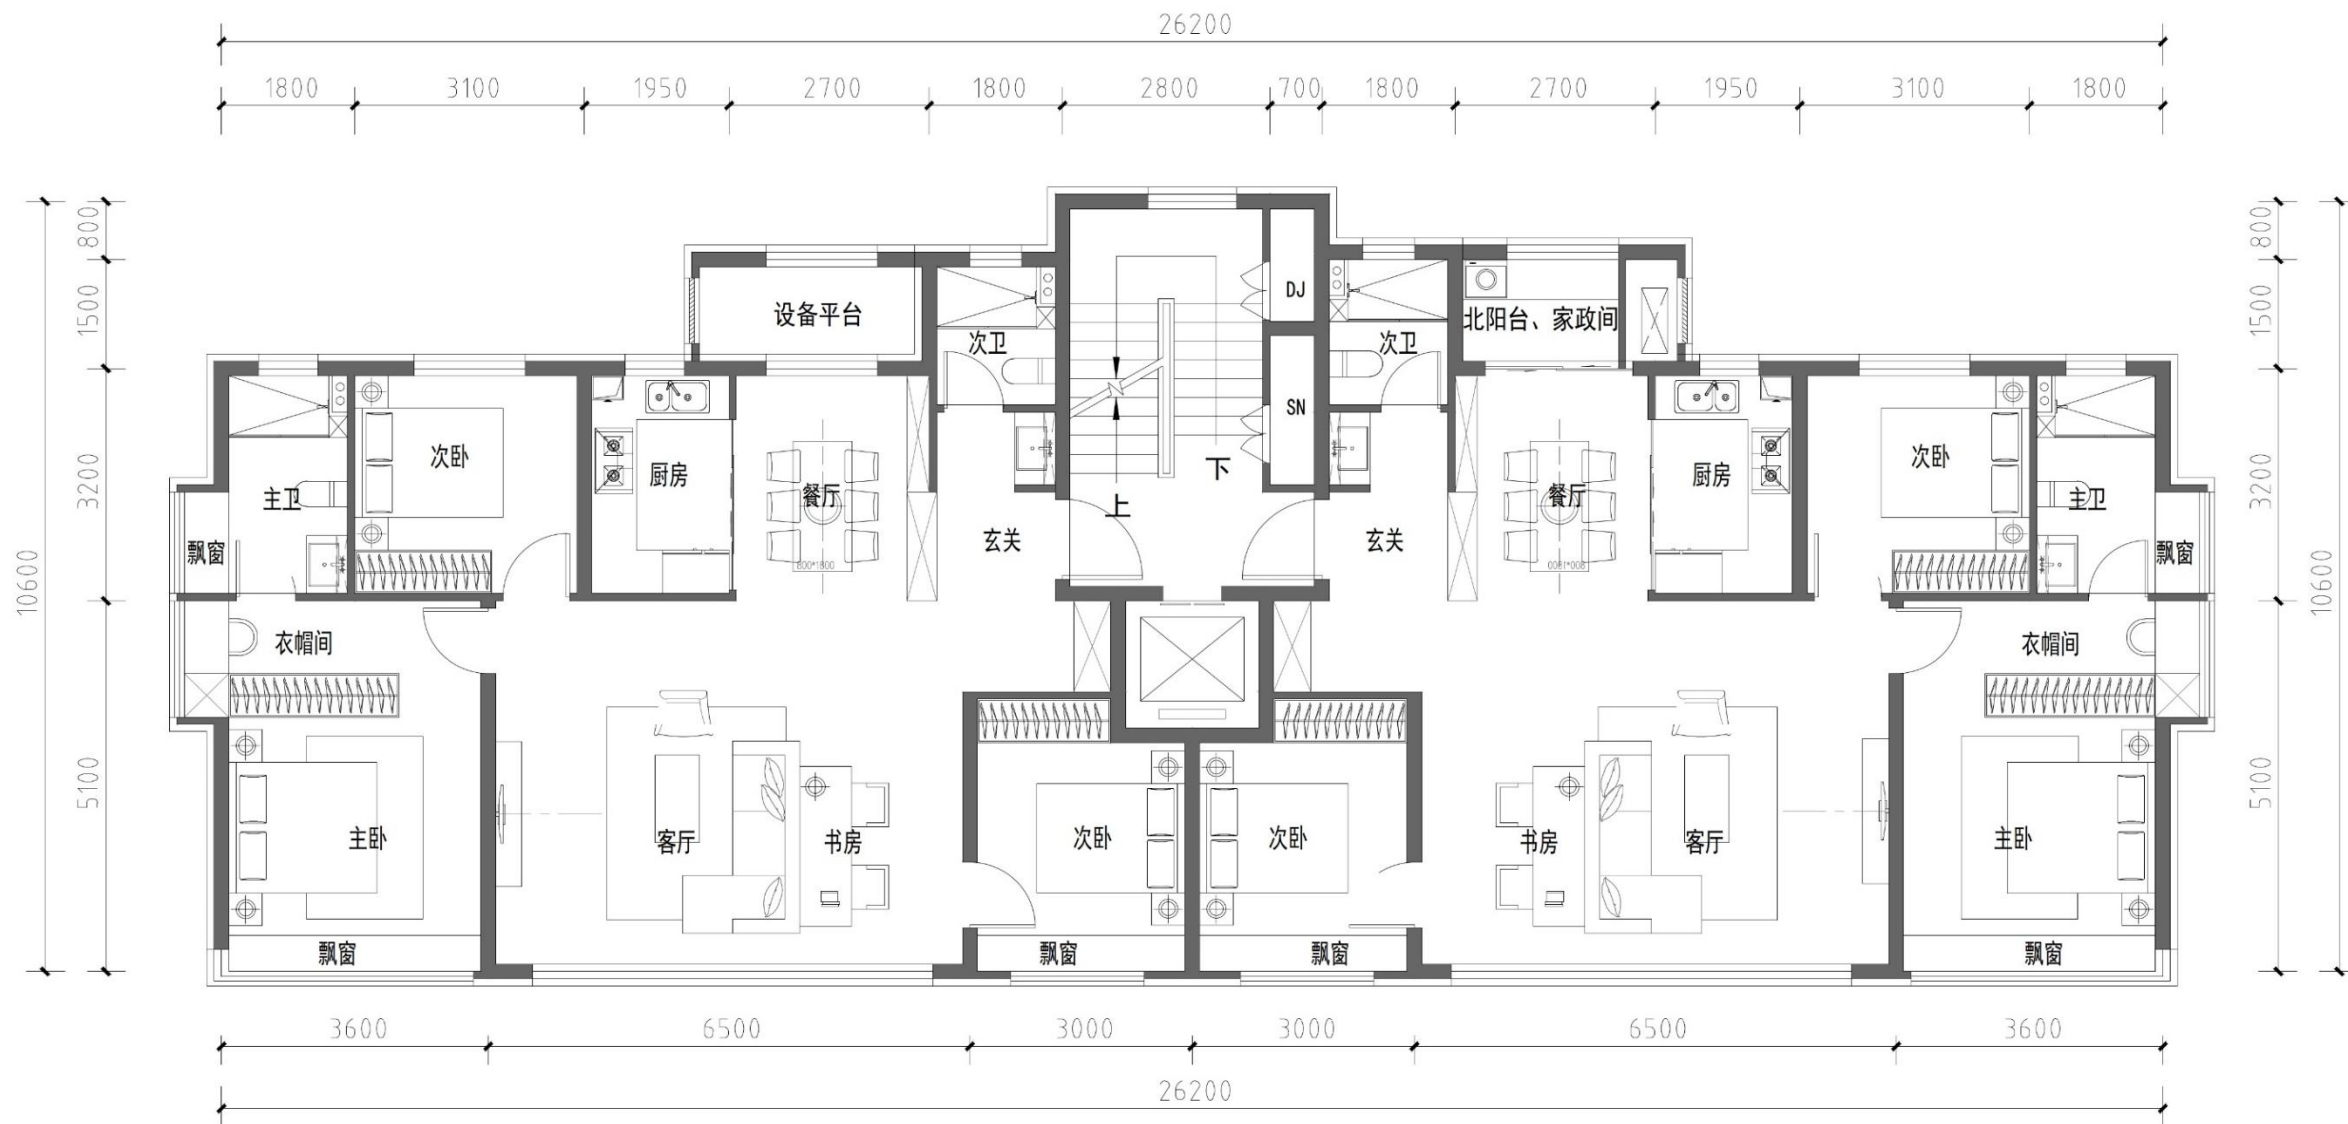 26200
1800 3100 1950 2700 1800 2800 700 1800 2700 1950 3100 1800
800
800
DJ
1500
1500
设备平台
北阳台、家政间
次卫
次卫
SN
次卧
次卧
3200
3200
厨房
厨房
下
主卫
餐厅
餐厅
主卫
上
玄关
玄关
飘窗
飘窗
800*1800
800*1800
10600
10600
衣帽间
衣帽间
5100
5100
主卧
客厅
书房
次卧
次卧
书房
客厅
主卧
飘窗
飘窗
飘窗
飘窗
3600 6500 3000 3000 6500 3600
26200